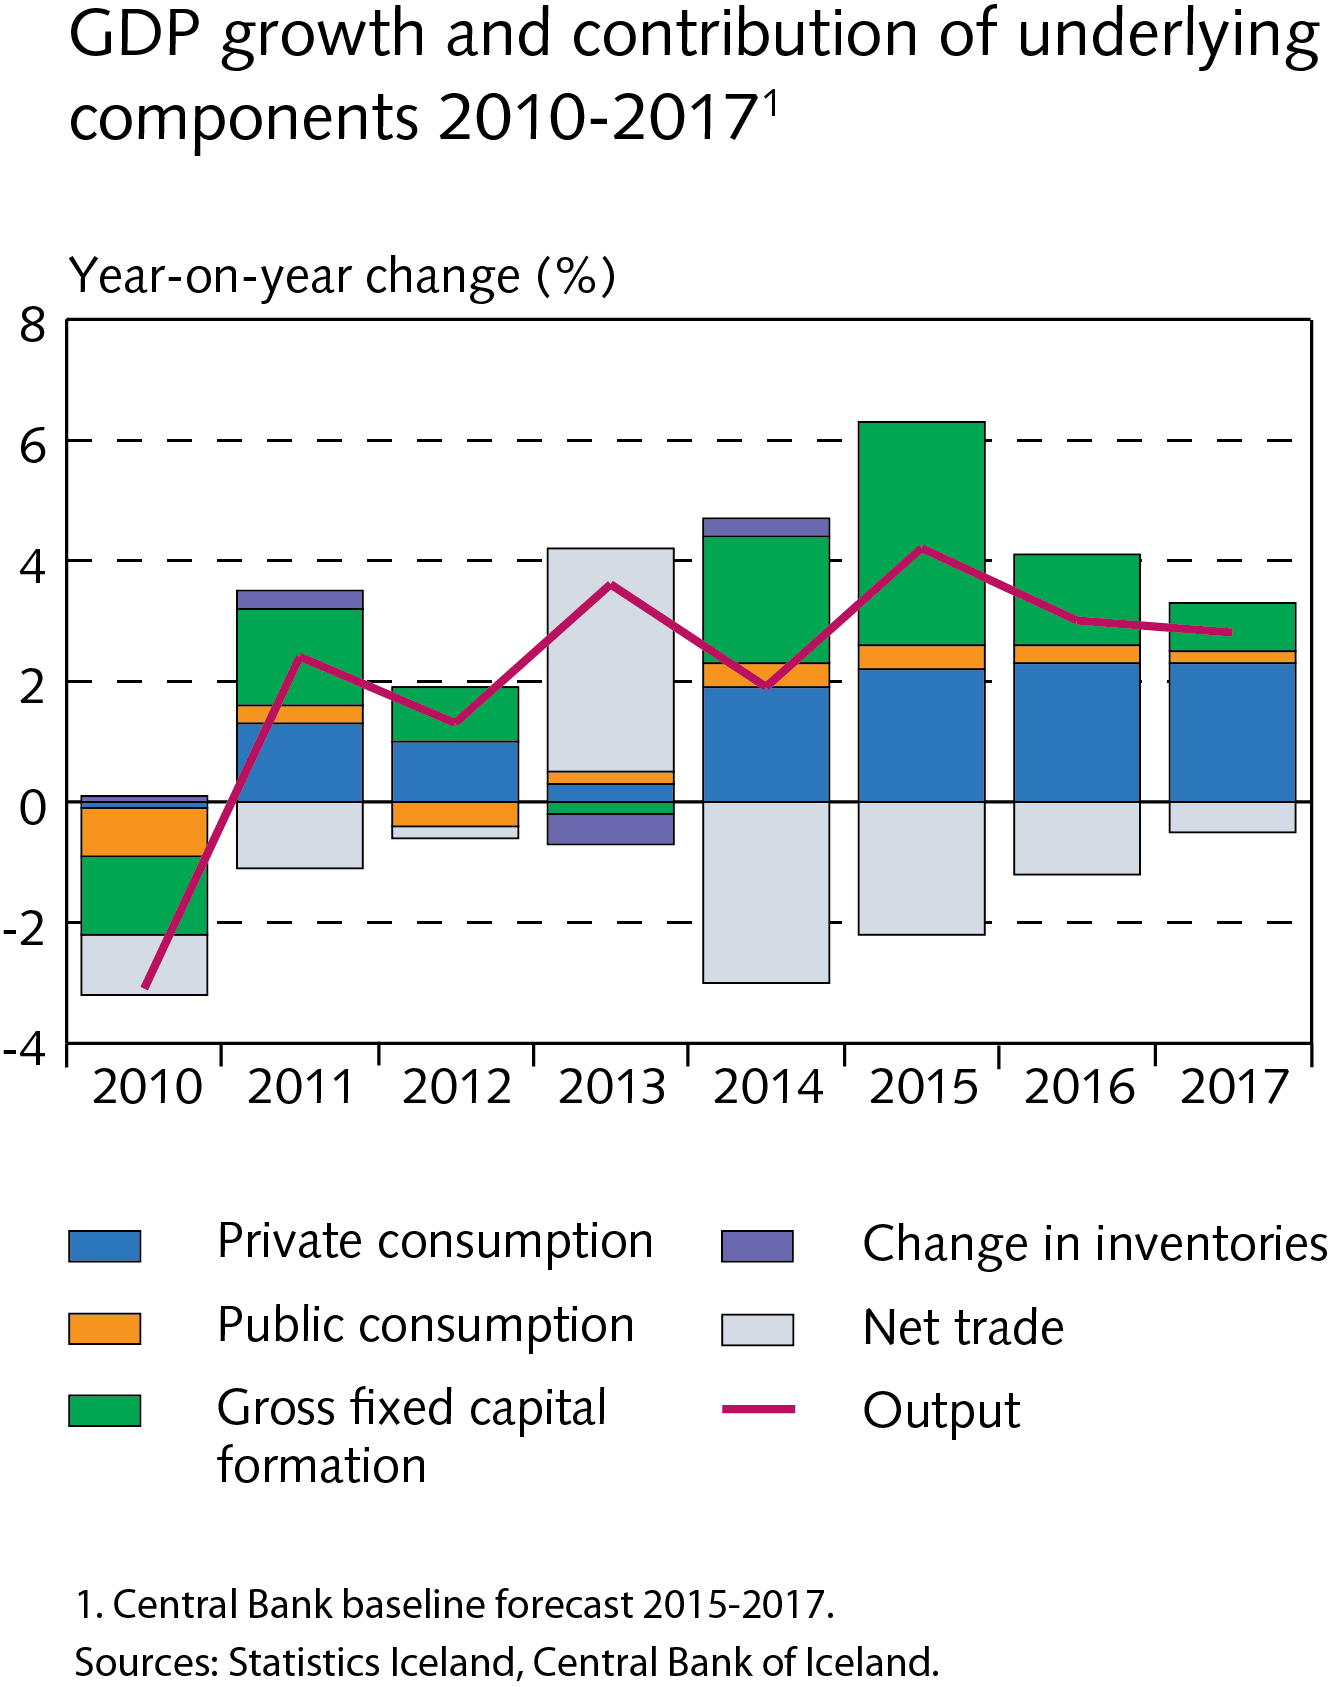 GDP growth and contribution of underlying
components 2010-2017¹
Year-on-year change (%)
8
6
4
2
0
-2
-4
2010 2011 2012 2013 2014 2015 2016 2017
Private consumption
Public consumption
Gross fixed capital
formation
Change in inventories
Net trade
Output
1. Central Bank baseline forecast 2015-2017.
Sources: Statistics Iceland, Central Bank of Iceland.